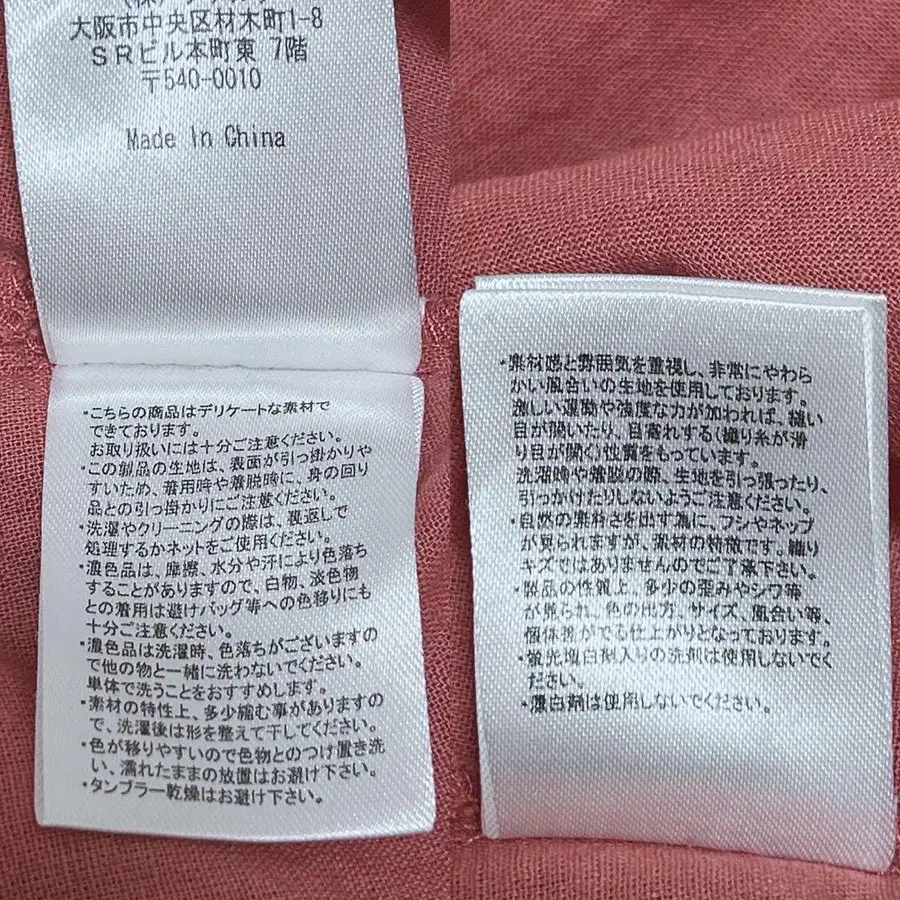 大阪市中央区材木町1-8
SRビル本町東 7階
〒540-0010
Made In China
・こちらの商品はデリケートな素材で
できております。
お取り扱いには十分ご注意ください。
・この製品の生地は、表面が引っ掛かりや
すいため、着用時や着脱時に、身の回り
品との引っ掛かりにご注意ください。
・洗濯やクリーニングの際は、裏返しで
処理するかネットをご使用ください。
・濃色品は、摩擦、水分や汗により色落ち
することがありますので、白物、淡色物
との着用は避けバッグ等への色移りにも
十分ご注意ください。
・濃色品は洗濯時、色落ちがございますの
で他の物と一緒に洗わないでください。
単体で洗うことをおすすめします。
・素材の特性上、多少縮む事がありますの
で、洗濯後は形を整えて干してください。
・色が移りやすいので色物とのつけ置き洗
い、濡れたままの放置はお避け下さい。
・タンブラー乾燥はお避け下さい。
・素材感と雰囲気を重視し、非常にやわら
かい風合いの生地を使用しております。
激しい運動や強度な力が加われば、縫い
目が開いたり、目寄れする(織り糸が滑
り目が開く)性質をもっています。
洗濯時や着脱の際、生地を引っ張ったり、
引っかけたりしないようご注意ください。
・自然の素朴さを出す為に、フシやネップ
が見られますが、素材の特徴です。織り
キズではありませんのでご了承下さい。
・製品の性質上、多少の歪みやシワ等
が見られ、色の出方、サイズ、風合い等、
個体差がでる仕上がりとなっております。
・蛍光増白剤入りの洗剤は使用しないでく
ださい。
・漂白剤は使用しないでください。